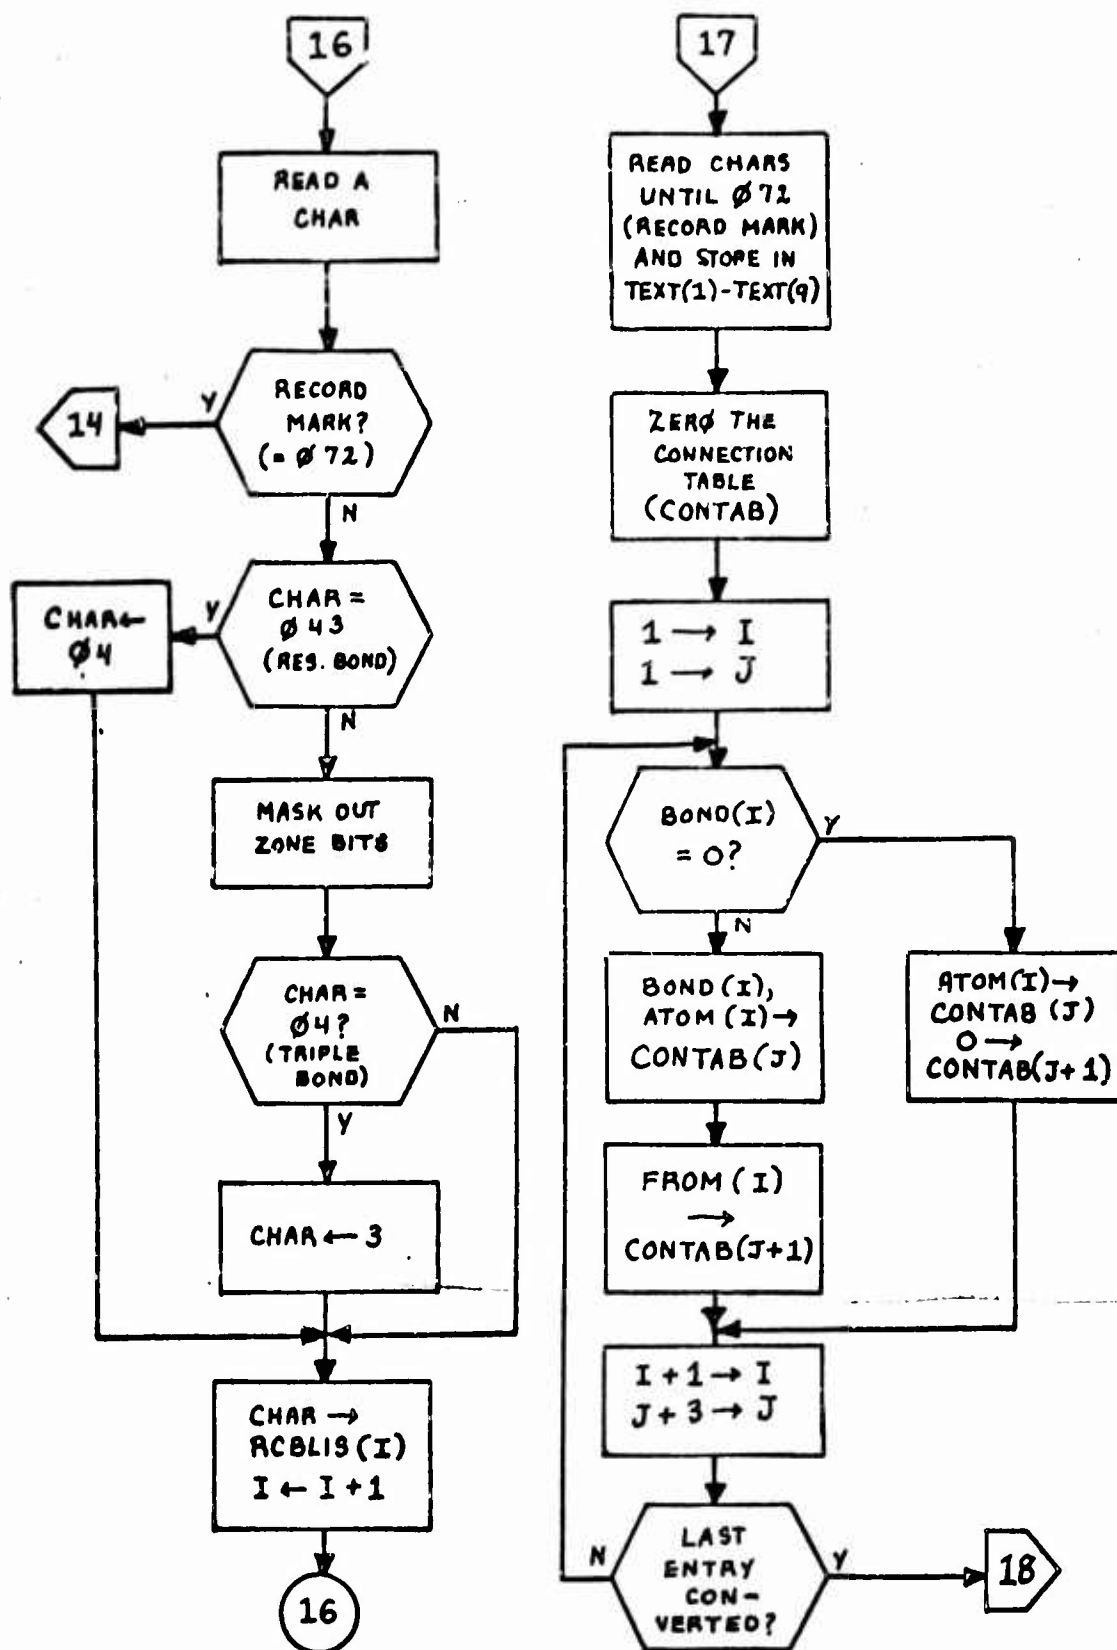 16
READ A
CHAR
RECORD
MARK?
(= Ø72)
Y
14
N
CHAR =
Ø43
(RES. BOND)
Y
CHAR←
Ø4
N
MASK OUT
ZONE BITS
CHAR =
Ø4?
(TRIPLE
BOND)
N
Y
CHAR ← 3
CHAR →
RCBLIS(I)
I ← I + 1
16
17
READ CHARS
UNTIL Ø72
(RECORD MARK)
AND STORE IN
TEXT(1)-TEXT(9)
ZERØ THE
CONNECTION
TABLE
(CONTAB)
1 → I
1 → J
BOND(I)
= 0?
Y
N
BOND(I),
ATOM(I)→
CONTAB(J)
ATOM(I)→
CONTAB(J)
0 →
CONTAB(J+1)
FROM(I)
→
CONTAB(J+1)
I + 1 → I
J + 3 → J
LAST
ENTRY
CON-
VERTED?
N
Y
18